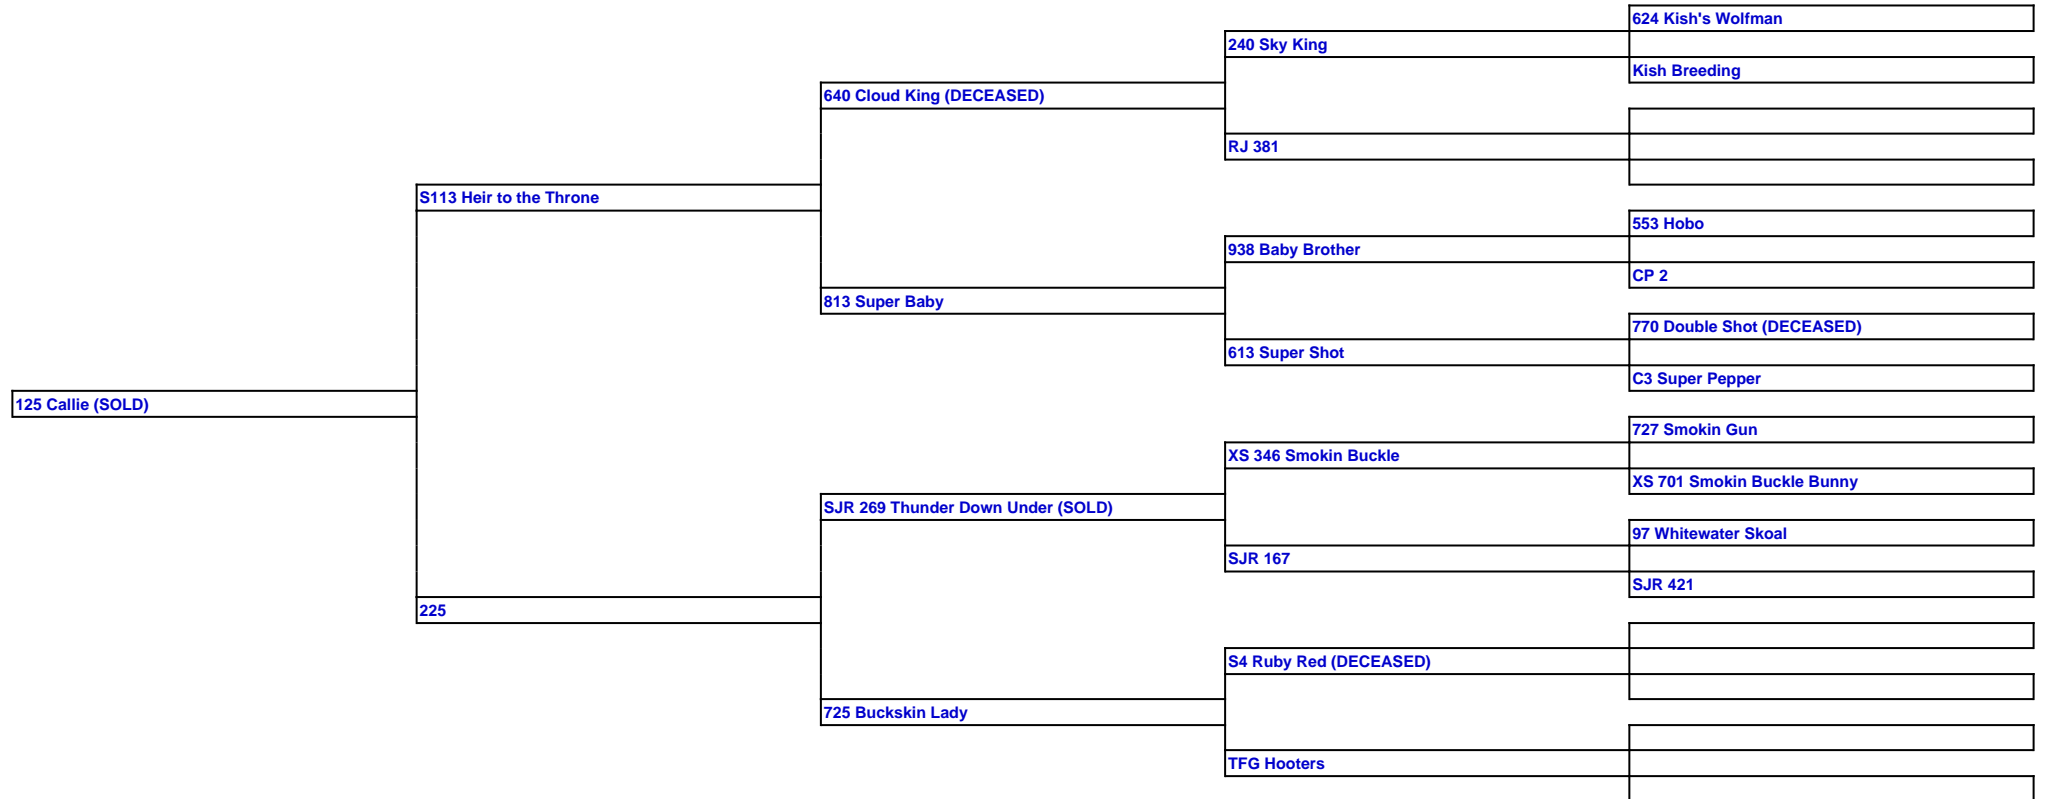 624 Kish's Wolfman
240 Sky King
Kish Breeding
640 Cloud King (DECEASED)
RJ 381
S113 Heir to the Throne
553 Hobo
938 Baby Brother
CP 2
813 Super Baby
770 Double Shot (DECEASED)
613 Super Shot
C3 Super Pepper
125 Callie (SOLD)
727 Smokin Gun
XS 346 Smokin Buckle
XS 701 Smokin Buckle Bunny
SJR 269 Thunder Down Under (SOLD)
97 Whitewater Skoal
SJR 167
SJR 421
225
S4 Ruby Red (DECEASED)
725 Buckskin Lady
TFG Hooters